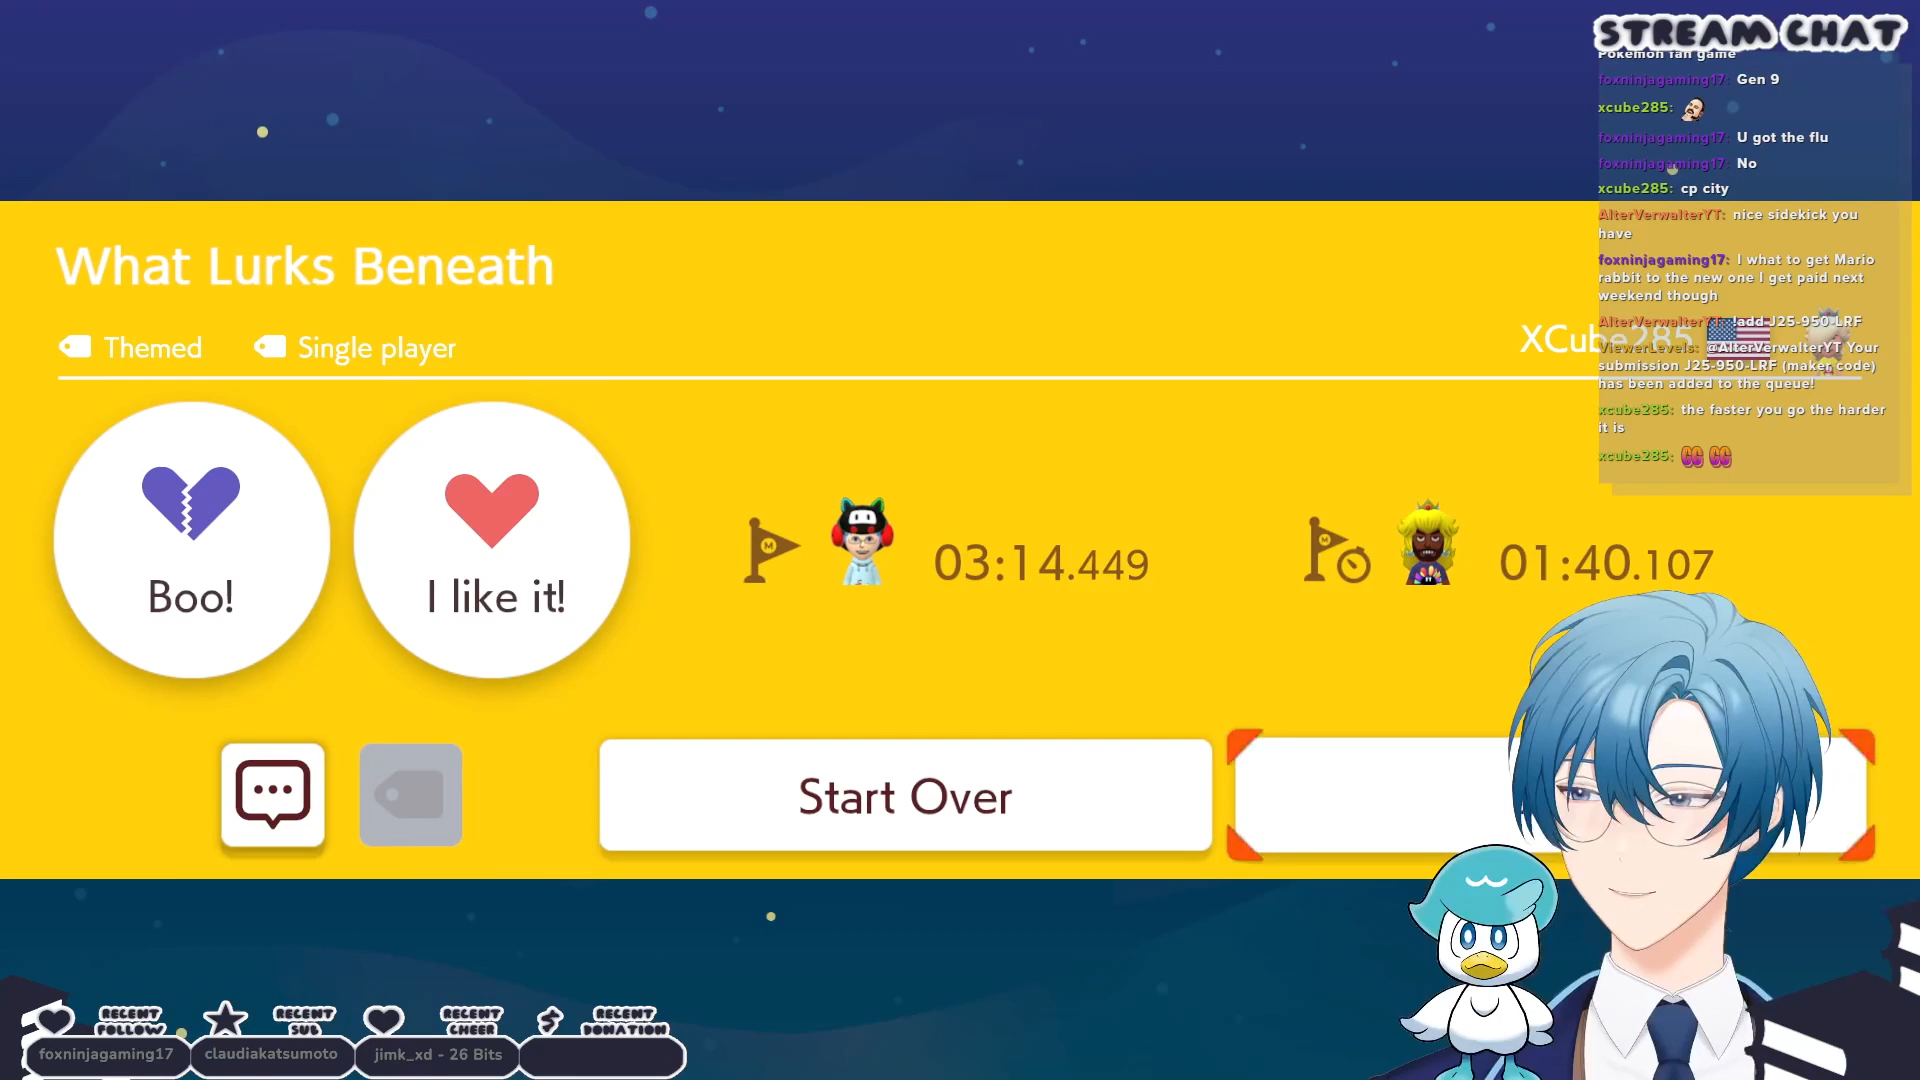 STREAM CHAT
Pokemon fan game
foxninjagaming17: Gen 9
xcube285:
foxninjagaming17: U got the flu
foxninjagaming17: No
xcube285: cp city
AlterVerwalterYT: nice sidekick you
have
foxninjagaming17: I what to get Mario
rabbit to the new one I get paid next
weekend though
AlterVerwalterYT: !add J25-950-LRF
ViewerLevels: @AlterVerwalterYT Your
submission J25-950-LRF (maker code)
has been added to the queue!
xcube285: the faster you go the harder
it is
xcube285: GG GG
What Lurks Beneath
Themed
Single player
XCube285
Boo!
I like it!
M
03:14.449
M
01:40.107
Start Over
RECENT
FOLLOW
foxninjagaming17
RECENT
SUB
claudiakatsumoto
RECENT
CHEER
jimk_xd - 26 Bits
RECENT
DONATION